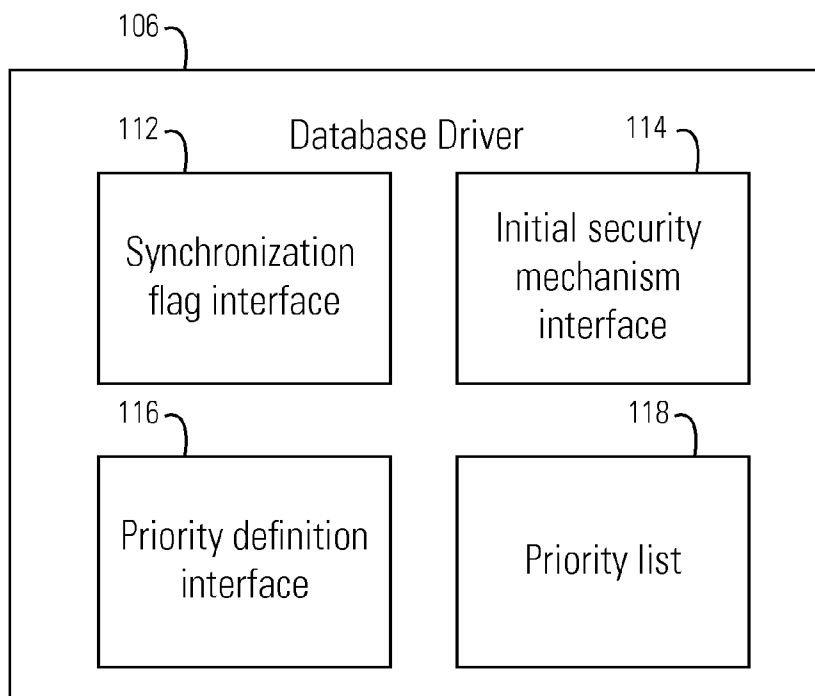 106
112
Database Driver
114
Synchronization
flag interface
Initial security
mechanism
interface
116
118
Priority definition
interface
Priority list